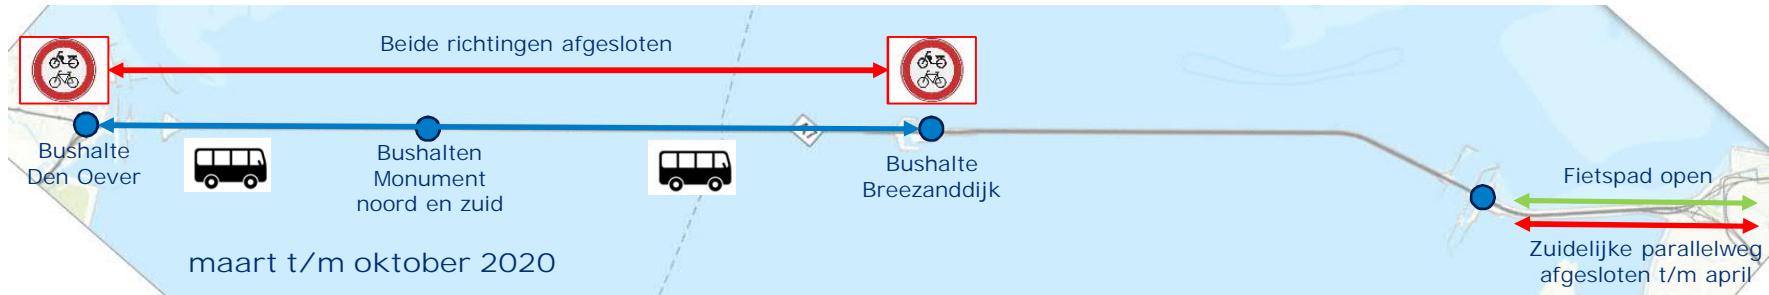 Beide richtingen afgesloten
Bushalte
Den Oever
Bushalten
Monument
noord en zuid
Bushalte
Breezanddijk
Fietspad open
Zuidelijke parallelweg
afgesloten t/m april
maart t/m oktober 2020